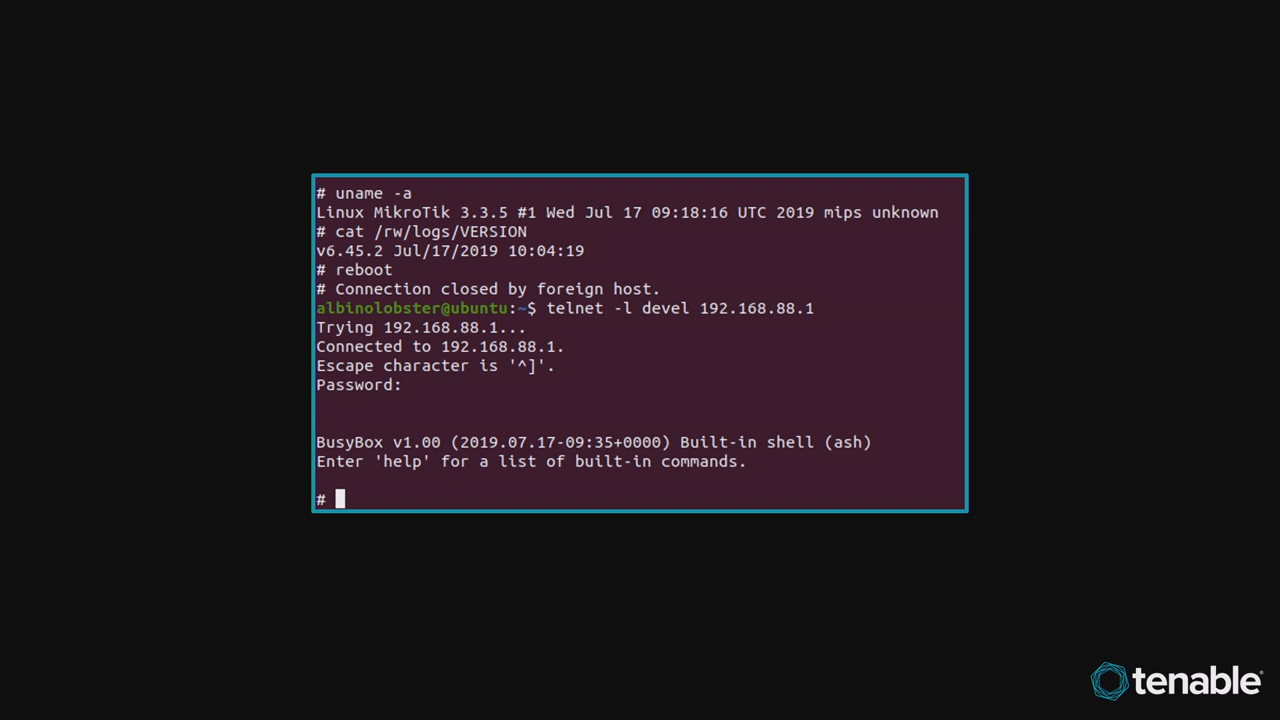 # uname -a
Linux MikroTik 3.3.5 #1 Wed Jul 17 09:18:16 UTC 2019 mips unknown
# cat /rw/logs/VERSION
v6.45.2 Jul/17/2019 10:04:19
# reboot
# Connection closed by foreign host.
albinolobster@ubuntu:~$ telnet -l devel 192.168.88.1
Trying 192.168.88.1...
Connected to 192.168.88.1.
Escape character is '^]'.
Password:
BusyBox v1.00 (2019.07.17-09:35+0000) Built-in shell (ash)
Enter 'help' for a list of built-in commands.
#
tenable